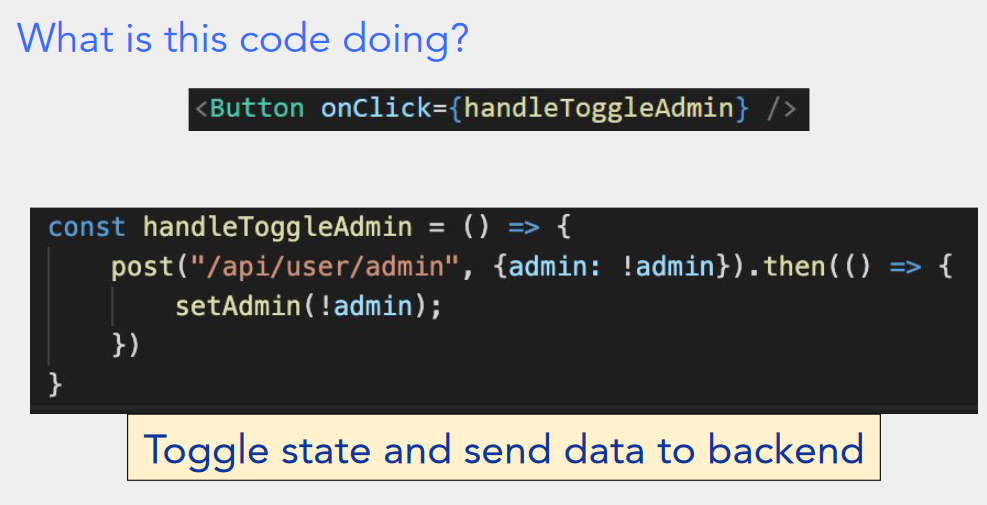 What is this code doing?
<Button onClick={handleToggleAdmin} />
const handleToggleAdmin = () => {
    post("/api/user/admin", {admin: !admin}).then(() => {
        setAdmin(!admin);
    })
}
Toggle state and send data to backend